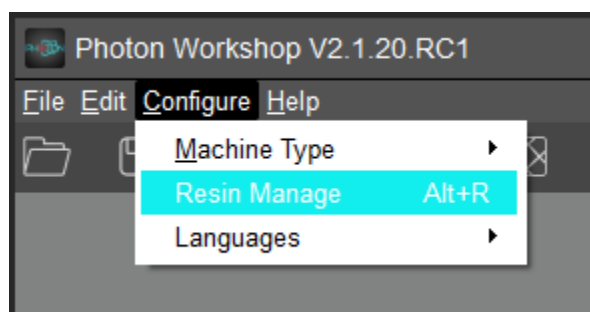 Photon Workshop V2.1.20.RC1
File Edit Configure Help
Machine Type
Resin Manage Alt+R
Languages